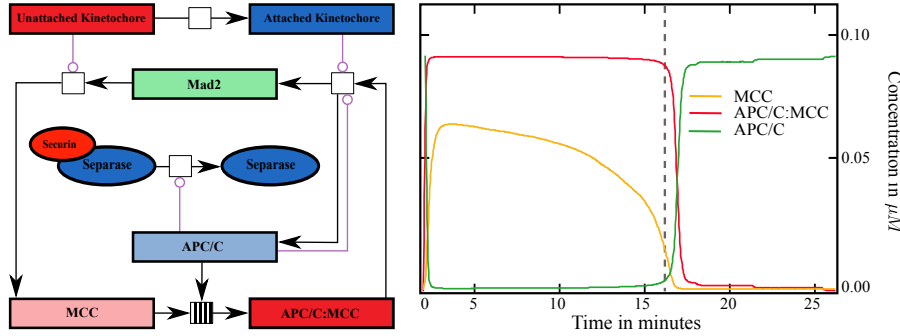 Unattached Kinetochore
Attached Kinetochore
Mad2
Securin
Separase
Separase
APC/C
MCC
APC/C:MCC
0.10
0.05
0.00
Concentration in μM
MCC
APC/C:MCC
APC/C
0 5 10 15 20 25
Time in minutes